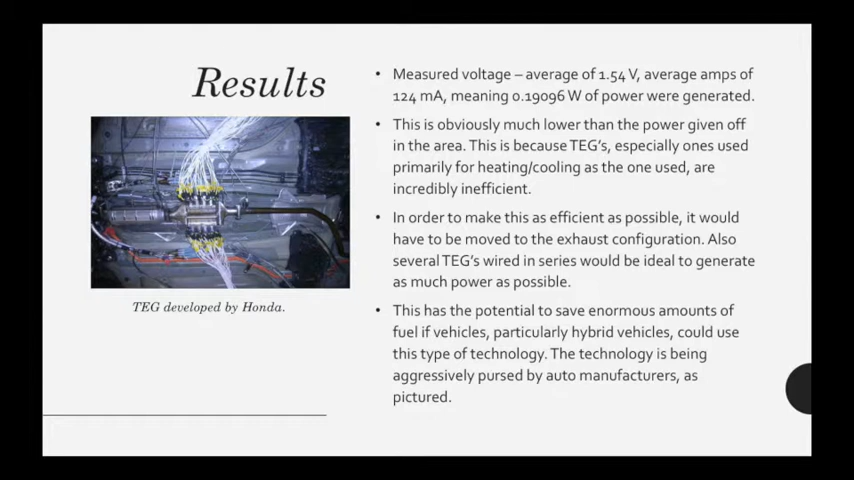 Results
TEG developed by Honda.
• Measured voltage – average of 1.54 V, average amps of
124 mA, meaning 0.19096 W of power were generated.
• This is obviously much lower than the power given off
in the area. This is because TEG's, especially ones used
primarily for heating/cooling as the one used, are
incredibly inefficient.
• In order to make this as efficient as possible, it would
have to be moved to the exhaust configuration. Also
several TEG's wired in series would be ideal to generate
as much power as possible.
• This has the potential to save enormous amounts of
fuel if vehicles, particularly hybrid vehicles, could use
this type of technology. The technology is being
aggressively pursed by auto manufacturers, as
pictured.